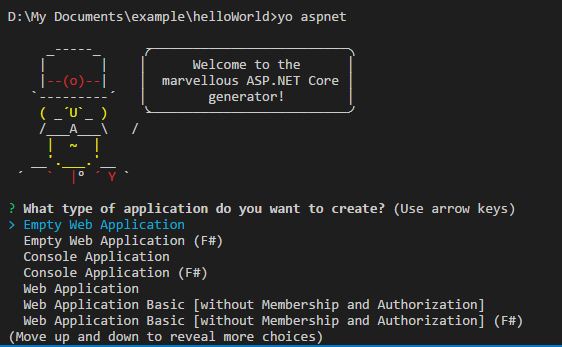 D:\My Documents\example\helloWorld>yo aspnet
Welcome to the
marvellous ASP.NET Core
generator!
? What type of application do you want to create? (Use arrow keys)
> Empty Web Application
Empty Web Application (F#)
Console Application
Console Application (F#)
Web Application
Web Application Basic [without Membership and Authorization]
Web Application Basic [without Membership and Authorization] (F#)
(Move up and down to reveal more choices)